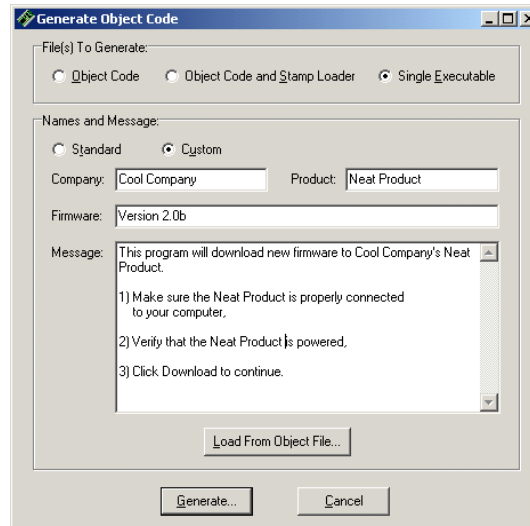 Generate Object Code
File(s) To Generate:
Object Code
Object Code and Stamp Loader
Single Executable
Names and Message:
Standard
Custom
Company: Cool Company
Product: Neat Product
Firmware: Version 2.0b
Message: This program will download new firmware to Cool Company's Neat
Product.
1) Make sure the Neat Product is properly connected
to your computer,
2) Verify that the Neat Product is powered,
3) Click Download to continue.
Load From Object File...
Generate...
Cancel